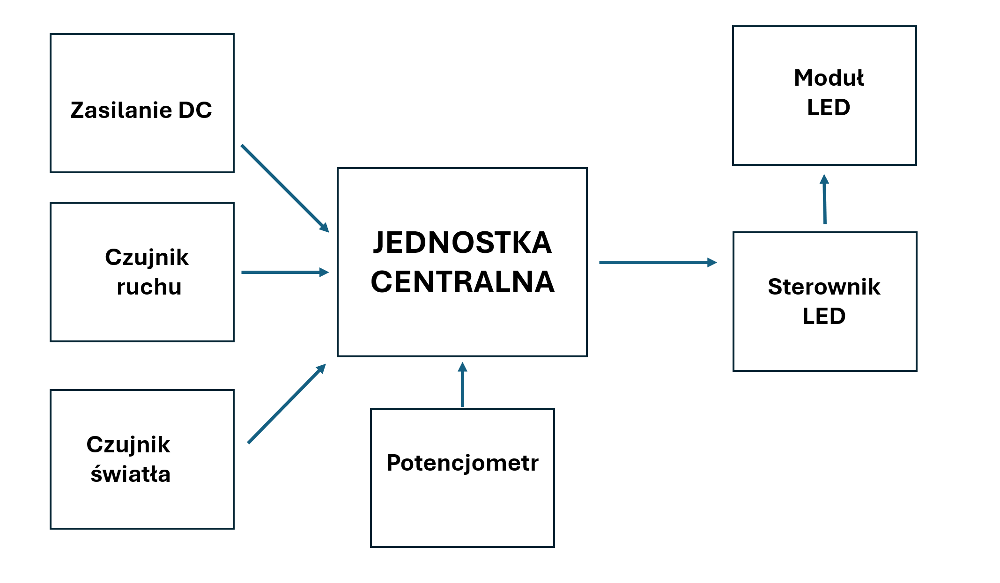 Zasilanie DC
Czujnik
ruchu
Czujnik
światła
JEDNOSTKA
CENTRALNA
Potencjometr
Moduł
LED
Sterownik
LED